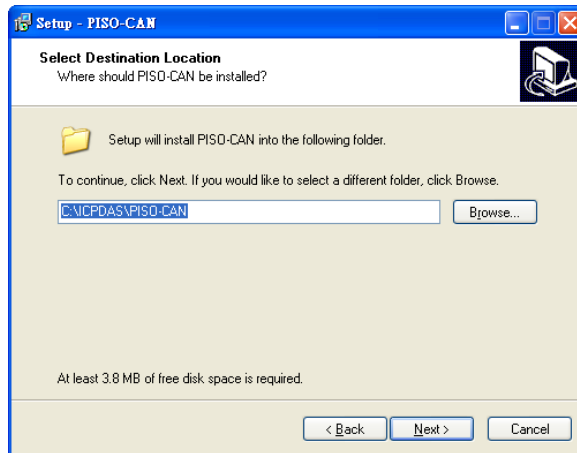 Setup - PISO-CAN
Select Destination Location
Where should PISO-CAN be installed?
Setup will install PISO-CAN into the following folder.
To continue, click Next. If you would like to select a different folder, click Browse.
C:\ICPDAS\PISO-CAN
Browse...
At least 3.8 MB of free disk space is required.
< Back
Next >
Cancel